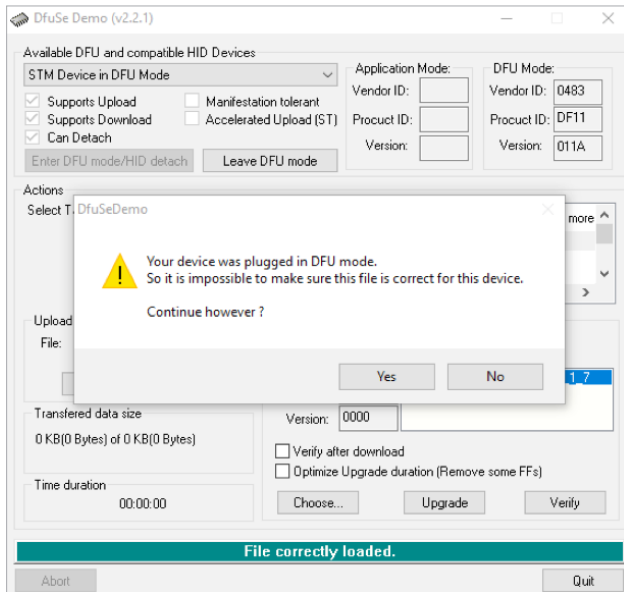 DfuSe Demo (v2.2.1)
Available DFU and compatible HID Devices
STM Device in DFU Mode
Supports Upload
Manifestation tolerant
Supports Download
Accelerated Upload (ST)
Can Detach
Enter DFU mode/HID detach
Leave DFU mode
Application Mode:
Vendor ID:
Procuct ID:
Version:
DFU Mode:
Vendor ID: 0483
Procuct ID: DF11
Version: 011A
Actions
Select T
more
DfuSeDemo
Your device was plugged in DFU mode.
So it is impossible to make sure this file is correct for this device.
Continue however ?
Yes
No
Upload
File:
1_7
Transfered data size
0 KB(0 Bytes) of 0 KB(0 Bytes)
Time duration
00:00:00
Version: 0000
Verify after download
Optimize Upgrade duration (Remove some FFs)
Choose...
Upgrade
Verify
File correctly loaded.
Abort
Quit